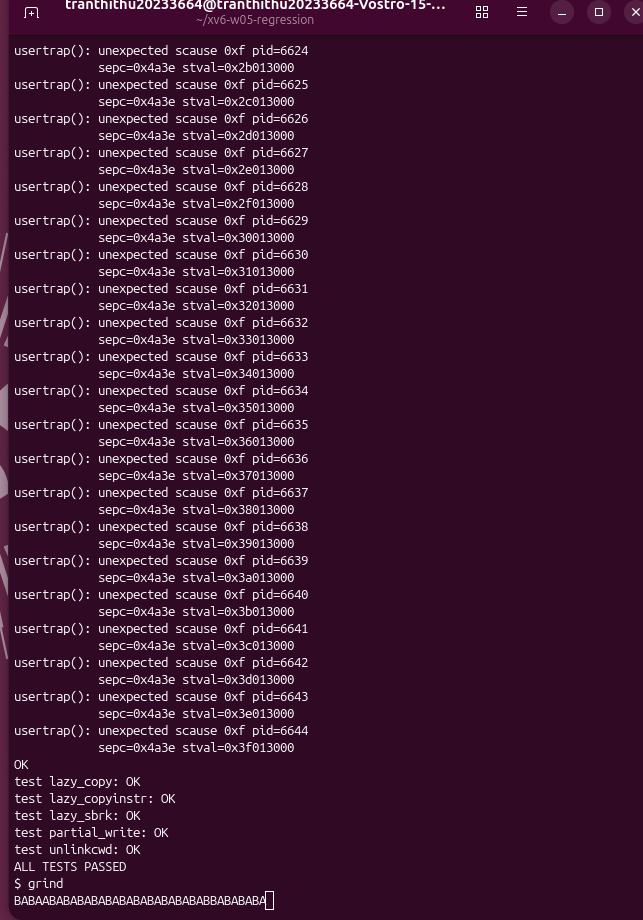 tranthithu20233664@tranthithu20233664-Vostro-15-...
~/xv6-w05-regression
usertrap(): unexpected scause 0xf pid=6624
sepc=0x4a3e stval=0x2b013000
usertrap(): unexpected scause 0xf pid=6625
sepc=0x4a3e stval=0x2c013000
usertrap(): unexpected scause 0xf pid=6626
sepc=0x4a3e stval=0x2d013000
usertrap(): unexpected scause 0xf pid=6627
sepc=0x4a3e stval=0x2e013000
usertrap(): unexpected scause 0xf pid=6628
sepc=0x4a3e stval=0x2f013000
usertrap(): unexpected scause 0xf pid=6629
sepc=0x4a3e stval=0x30013000
usertrap(): unexpected scause 0xf pid=6630
sepc=0x4a3e stval=0x31013000
usertrap(): unexpected scause 0xf pid=6631
sepc=0x4a3e stval=0x32013000
usertrap(): unexpected scause 0xf pid=6632
sepc=0x4a3e stval=0x33013000
usertrap(): unexpected scause 0xf pid=6633
sepc=0x4a3e stval=0x34013000
usertrap(): unexpected scause 0xf pid=6634
sepc=0x4a3e stval=0x35013000
usertrap(): unexpected scause 0xf pid=6635
sepc=0x4a3e stval=0x36013000
usertrap(): unexpected scause 0xf pid=6636
sepc=0x4a3e stval=0x37013000
usertrap(): unexpected scause 0xf pid=6637
sepc=0x4a3e stval=0x38013000
usertrap(): unexpected scause 0xf pid=6638
sepc=0x4a3e stval=0x39013000
usertrap(): unexpected scause 0xf pid=6639
sepc=0x4a3e stval=0x3a013000
usertrap(): unexpected scause 0xf pid=6640
sepc=0x4a3e stval=0x3b013000
usertrap(): unexpected scause 0xf pid=6641
sepc=0x4a3e stval=0x3c013000
usertrap(): unexpected scause 0xf pid=6642
sepc=0x4a3e stval=0x3d013000
usertrap(): unexpected scause 0xf pid=6643
sepc=0x4a3e stval=0x3e013000
usertrap(): unexpected scause 0xf pid=6644
sepc=0x4a3e stval=0x3f013000
OK
test lazy_copy: OK
test lazy_copyinstr: OK
test lazy_sbrk: OK
test partial_write: OK
test unlinkcwd: OK
ALL TESTS PASSED
$ grind
BABAABABABABABABABABABABABABBABABABA